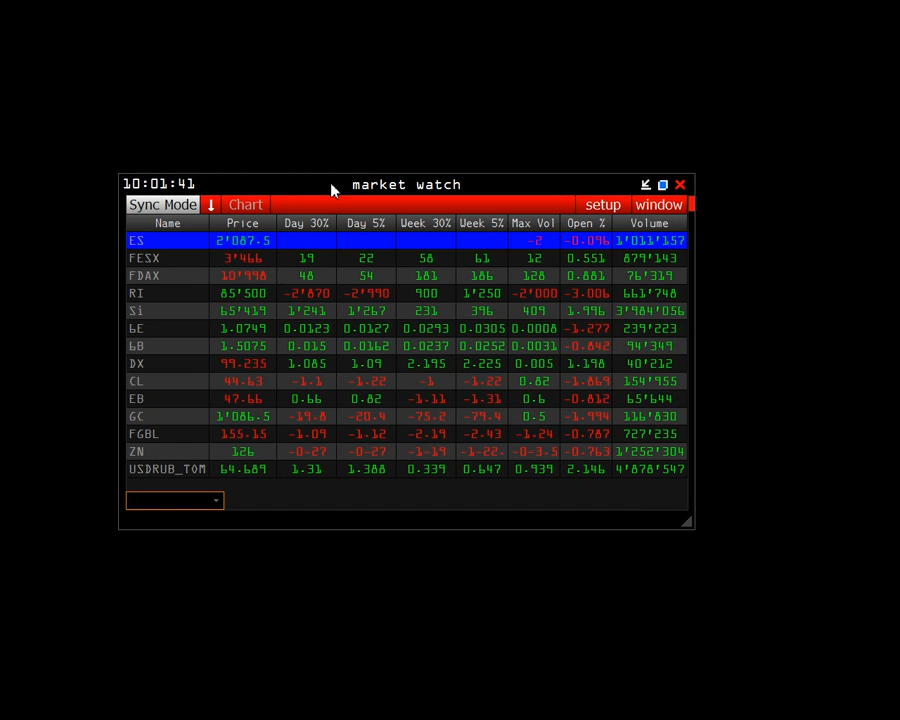 10:01:41 market watch
Sync Mode Chart setup window
Name Price Day 30% Day 5% Week 30% Week 5% Max Vol Open % Volume
ES 2'087.5 -2 -0.096 1'011'157
FESX 3'466 19 22 58 61 12 0.551 879'143
FDAX 10'998 48 54 181 186 128 0.881 76'319
RI 85'500 -2'870 -2'990 900 1'250 -2'000 -3.006 661'748
Si 65'419 1'241 1'267 231 396 409 1.996 3'984'056
6E 1.0749 0.0123 0.0127 0.0293 0.0305 0.0008 -1.277 239'223
6B 1.5075 0.015 0.0162 0.0237 0.0252 0.0031 -0.842 94'349
DX 99.235 1.085 1.09 2.195 2.225 0.005 1.198 40'212
CL 44.63 -1.1 -1.22 -1 -1.22 0.82 -1.869 154'955
EB 47.66 0.66 0.82 -1.11 -1.31 0.6 -0.812 65'644
GC 1'086.5 -19.8 -20.4 -75.2 -79.4 0.5 -1.994 116'830
FGBL 155.15 -1.09 -1.12 -2.19 -2.43 -1.24 -0.787 727'235
ZN 126 -0-27 -0-27 -1-19 -1-22. -0-3.5 -0.763 1'252'304
USDRUB_TOM 64.689 1.31 1.388 0.339 0.647 0.939 2.146 4'878'547